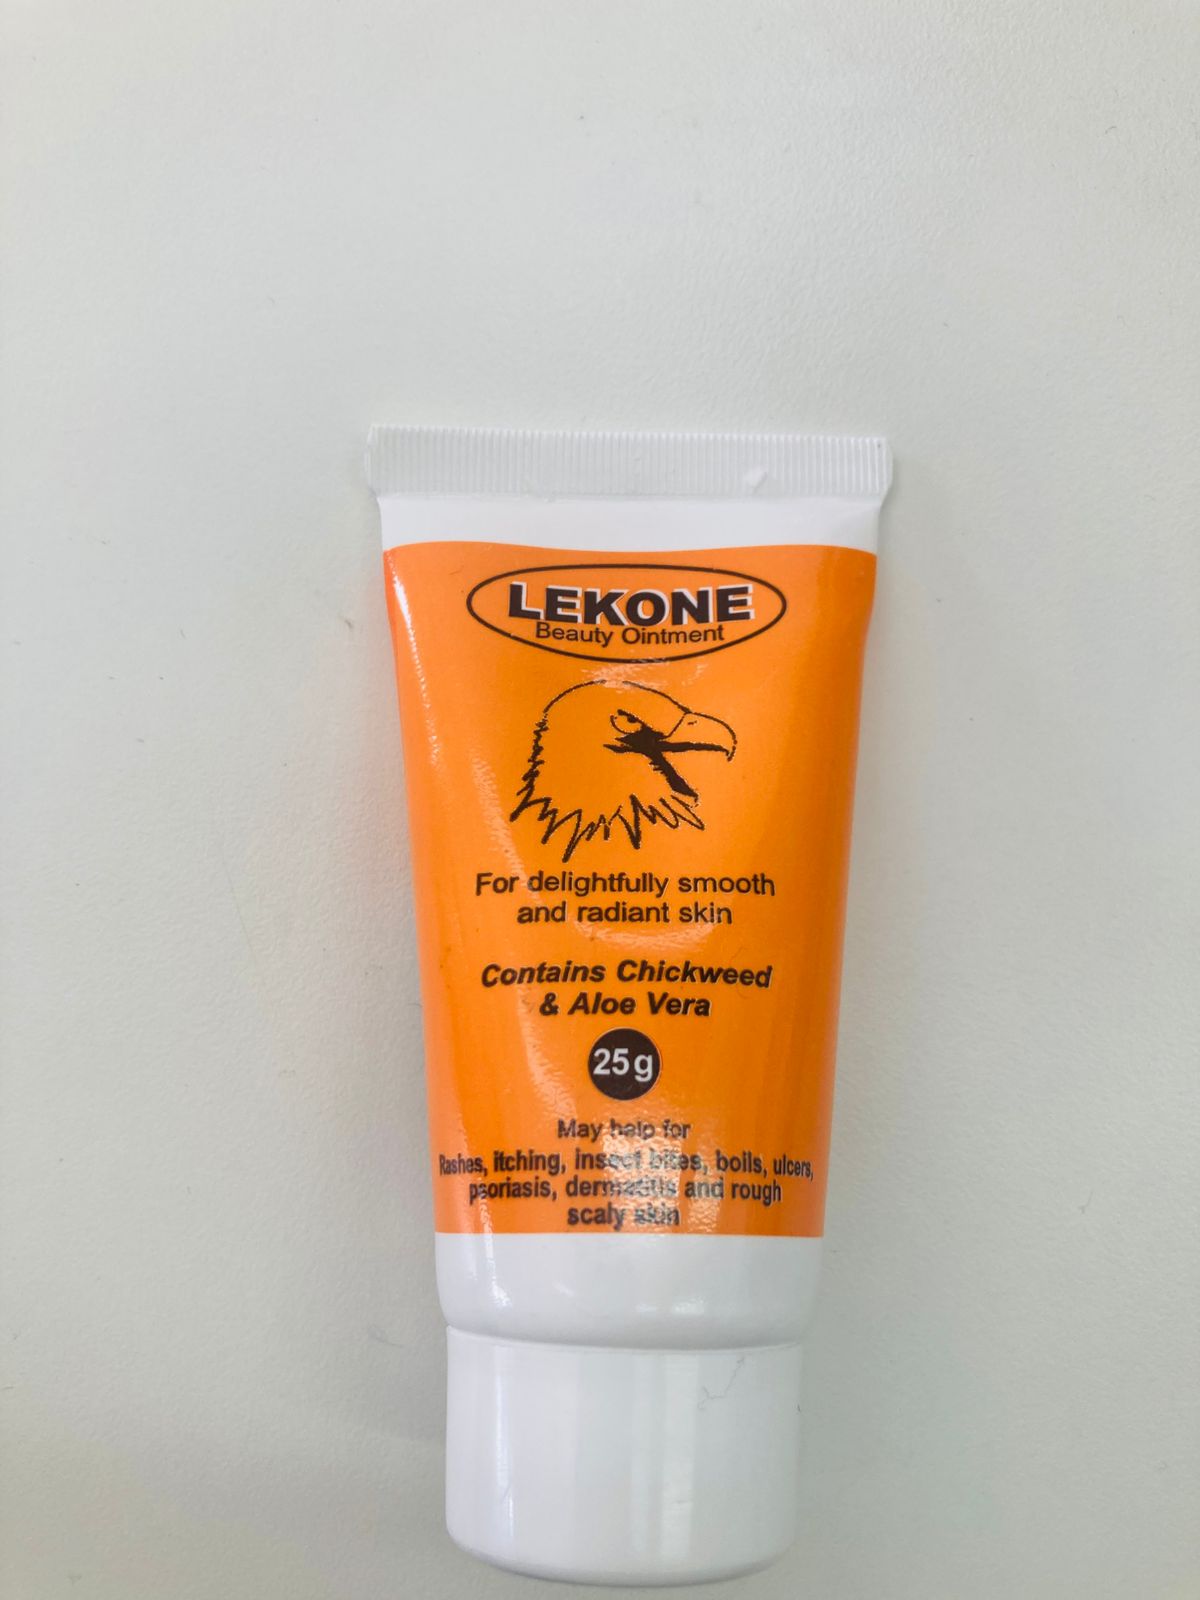 LEKONE
Beauty Ointment
For delightfully smooth
and radiant skin
Contains Chickweed
& Aloe Vera
25g
May help for
Rashes, itching, insect bites, boils, ulcers,
psoriasis, dermatitis and rough
scaly skin